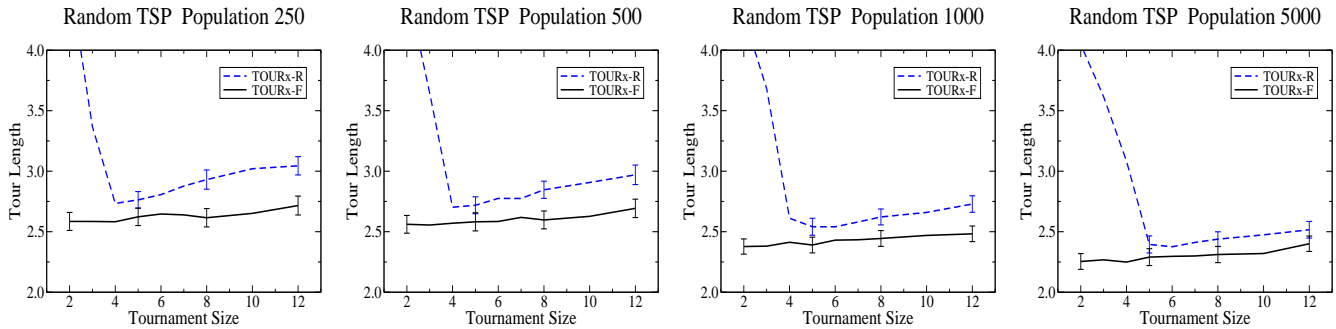 Random TSP Population 250
4.0
3.5
3.0
2.5
2.0
Tour Length
TOURx-R
TOURx-F
2 4 6 8 10 12
Tournament Size
Random TSP Population 500
4.0
3.5
3.0
2.5
2.0
Tour Length
TOURx-R
TOURx-F
2 4 6 8 10 12
Tournament Size
Random TSP Population 1000
4.0
3.5
3.0
2.5
2.0
Tour Length
TOURx-R
TOURx-F
2 4 6 8 10 12
Tournament Size
Random TSP Population 5000
4.0
3.5
3.0
2.5
2.0
Tour Length
TOURx-R
TOURx-F
2 4 6 8 10 12
Tournament Size